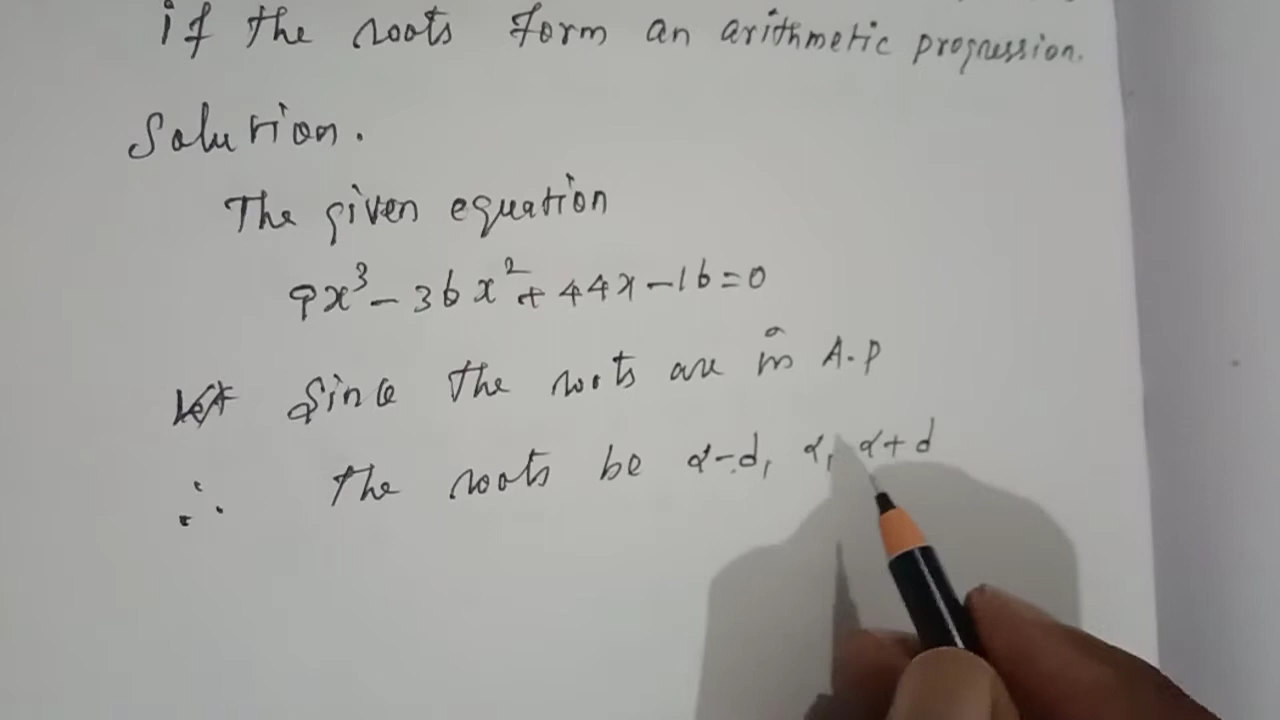 if the roots form an arithmetic progression.
Solution.
The given equation
9x³ - 36x² + 44x - 16 = 0
Since the roots are in A.P
∴ the roots be α-d, α, α+d